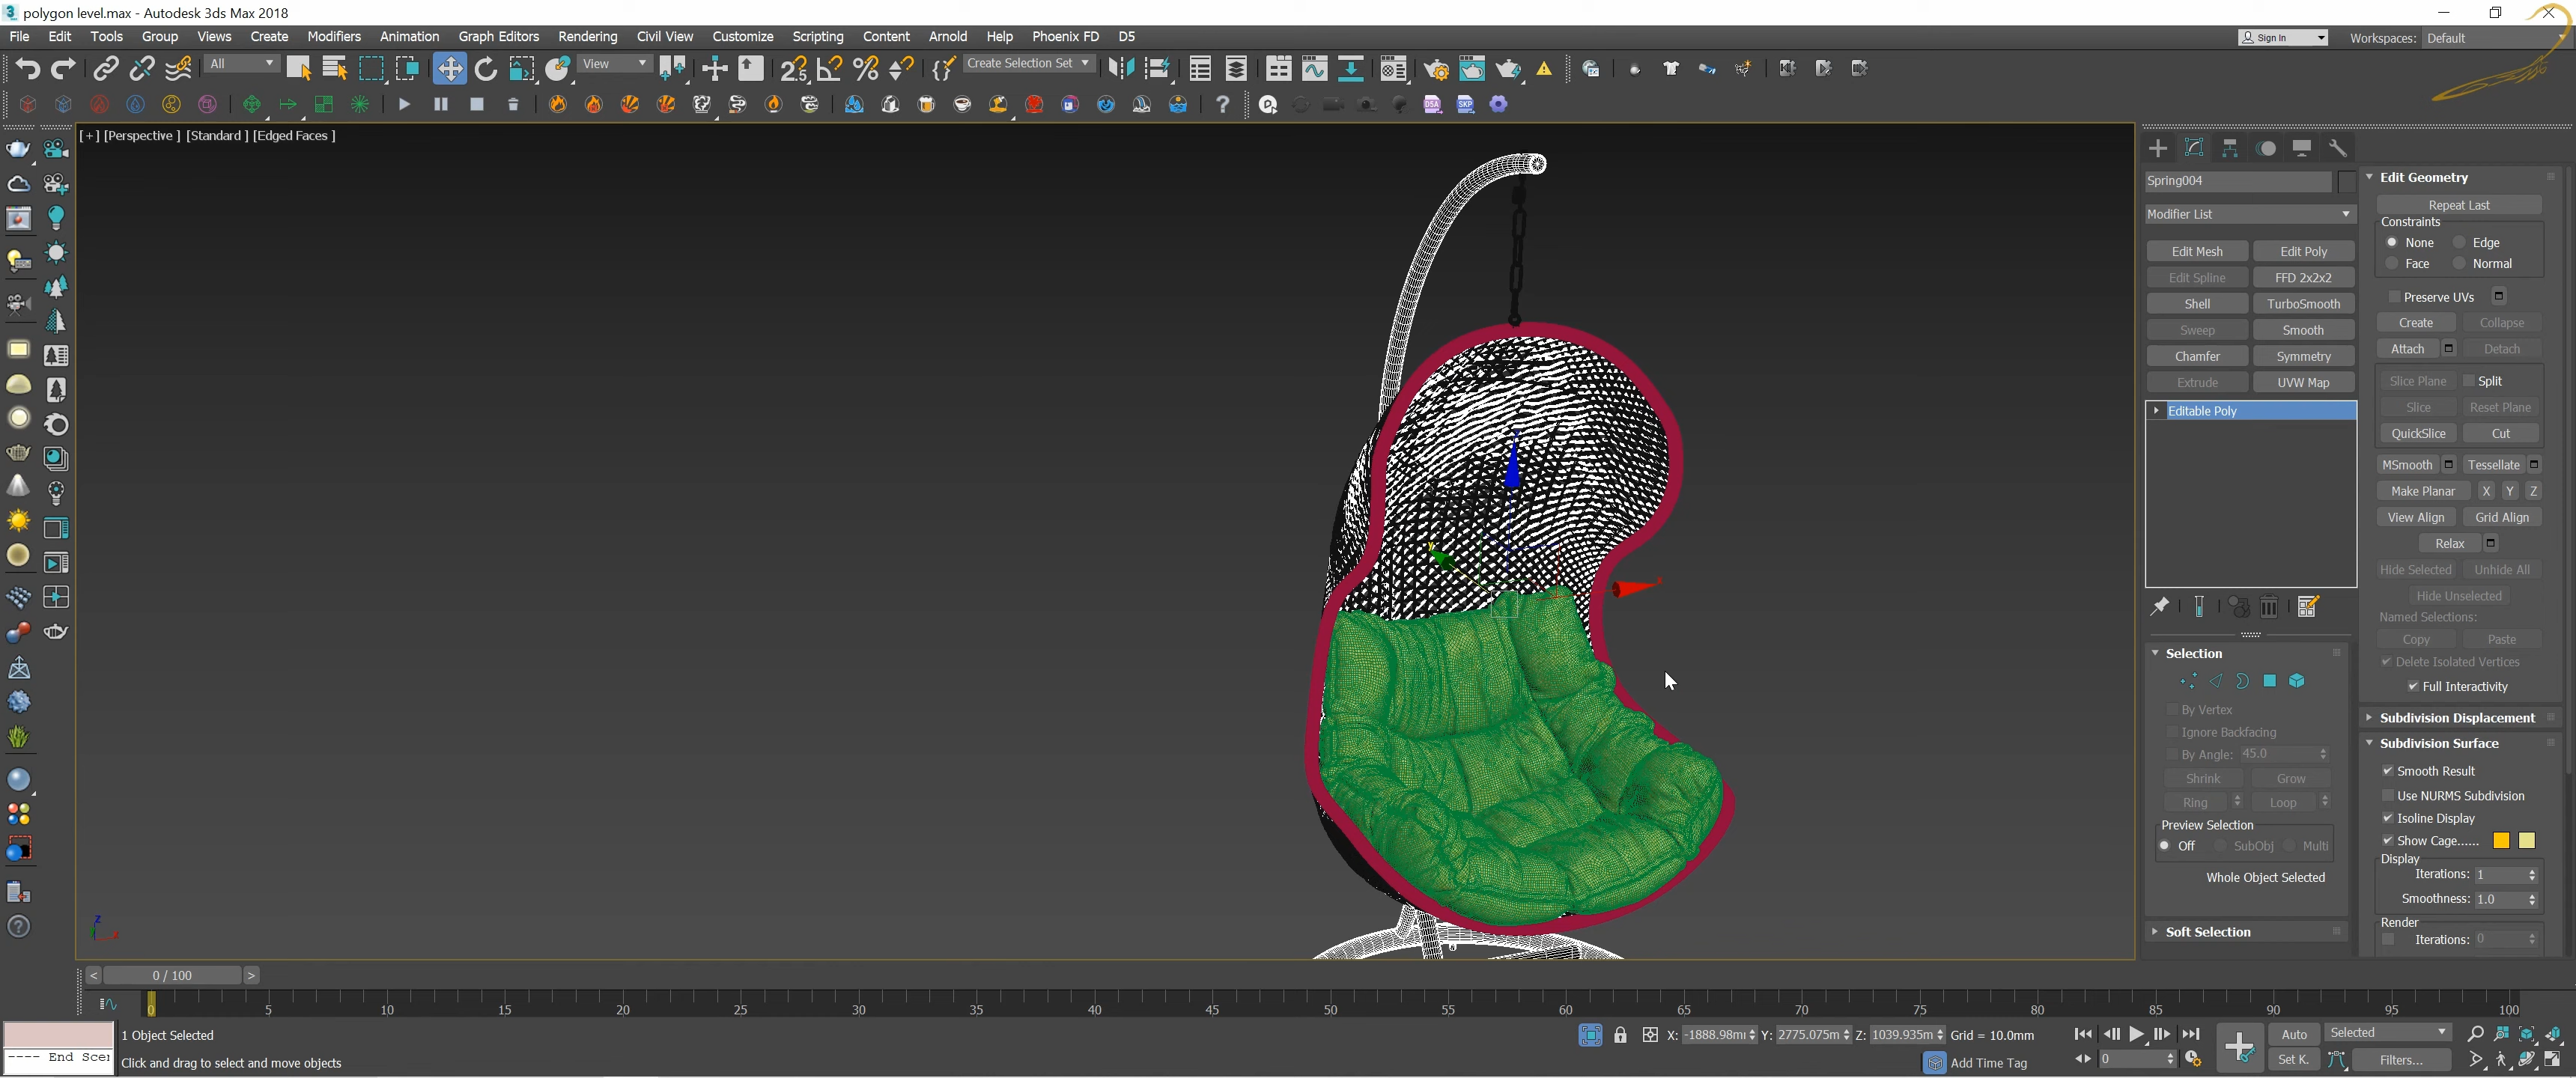 3 polygon level.max - Autodesk 3ds Max 2018
File Edit Tools Group Views Create Modifiers Animation Graph Editors Rendering Civil View Customize Scripting Content Arnold Help Phoenix FD D5
Sign In Workspaces: Default
All View Create Selection Set
[+] [Perspective] [Standard] [Edged Faces]
Spring004
Modifier List
Edit Mesh Edit Poly
Edit Spline FFD 2x2x2
Shell TurboSmooth
Sweep Smooth
Chamfer Symmetry
Extrude UVW Map
Editable Poly
Selection
By Vertex
Ignore Backfacing
By Angle: 45.0
Shrink Grow
Ring Loop
Preview Selection
Off SubObj Multi
Whole Object Selected
Soft Selection
Edit Geometry
Repeat Last
Constraints
None Edge
Face Normal
Preserve UVs
Create Collapse
Attach Detach
Slice Plane Split
Slice Reset Plane
QuickSlice Cut
MSmooth Tessellate
Make Planar X Y Z
View Align Grid Align
Relax
Hide Selected Unhide All
Hide Unselected
Named Selections:
Copy Paste
Delete Isolated Vertices
Full Interactivity
Subdivision Displacement
Subdivision Surface
Smooth Result
Use NURMS Subdivision
Isoline Display
Show Cage......
Display
Iterations: 1
Smoothness: 1.0
Render
Iterations: 0
z
x
< 0 / 100 >
0 5 10 15 20 25 30 35 40 45 50 55 60 65 70 75 80 85 90 95 100
1 Object Selected
X: -1888.98m Y: 2775.075m Z: 1039.935m Grid = 10.0mm
Auto Selected
---- End Scer
Click and drag to select and move objects
Add Time Tag
0
Set K. Filters...